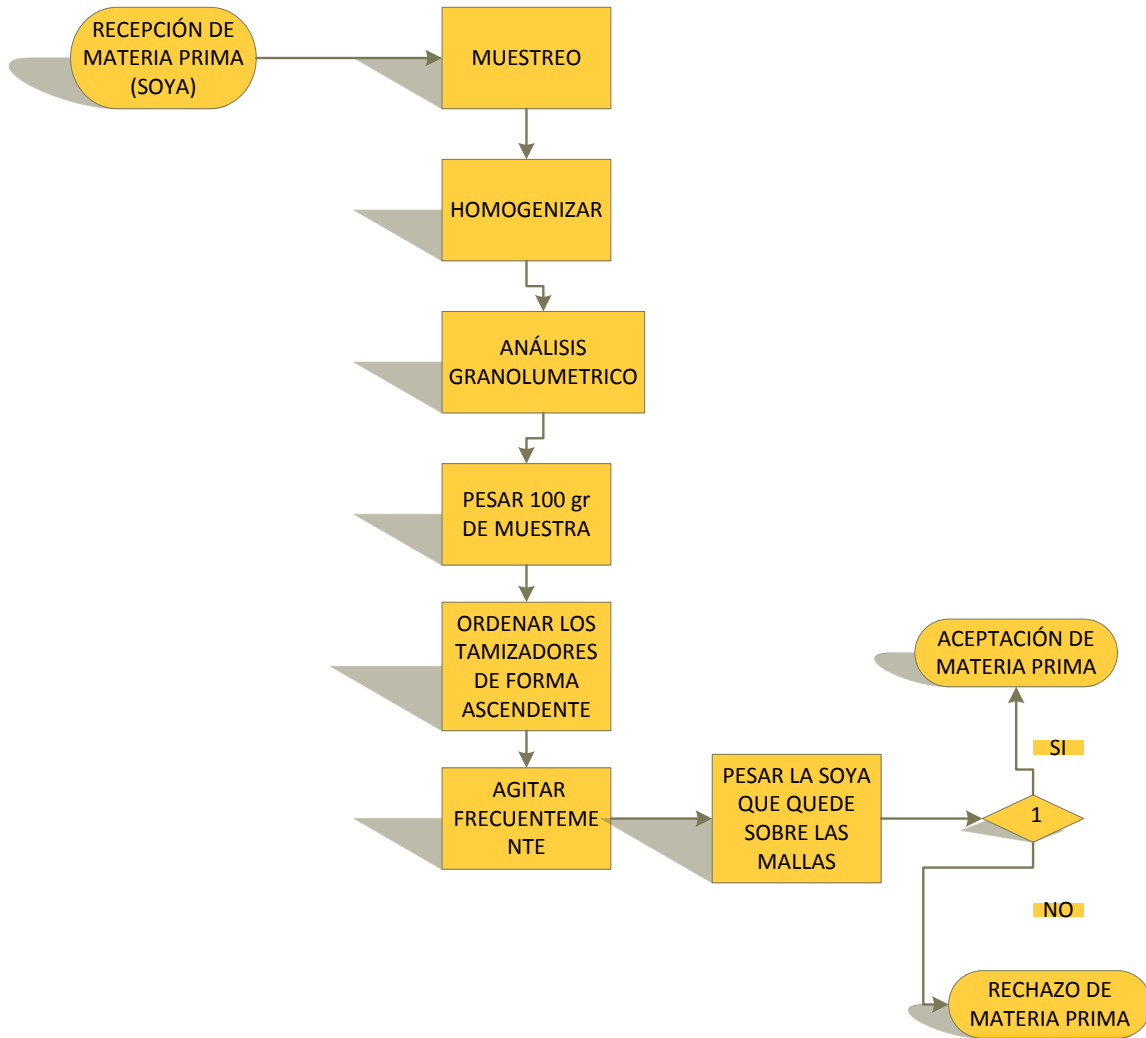 RECEPCIÓN DE
MATERIA PRIMA
(SOYA)
MUESTREO
HOMOGENIZAR
ANÁLISIS
GRANOLUMETRICO
PESAR 100 gr
DE MUESTRA
ORDENAR LOS
TAMIZADORES
DE FORMA
ASCENDENTE
AGITAR
FRECUENTEME
NTE
PESAR LA SOYA
QUE QUEDE
SOBRE LAS
MALLAS
1
SI
ACEPTACIÓN DE
MATERIA PRIMA
NO
RECHAZO DE
MATERIA PRIMA